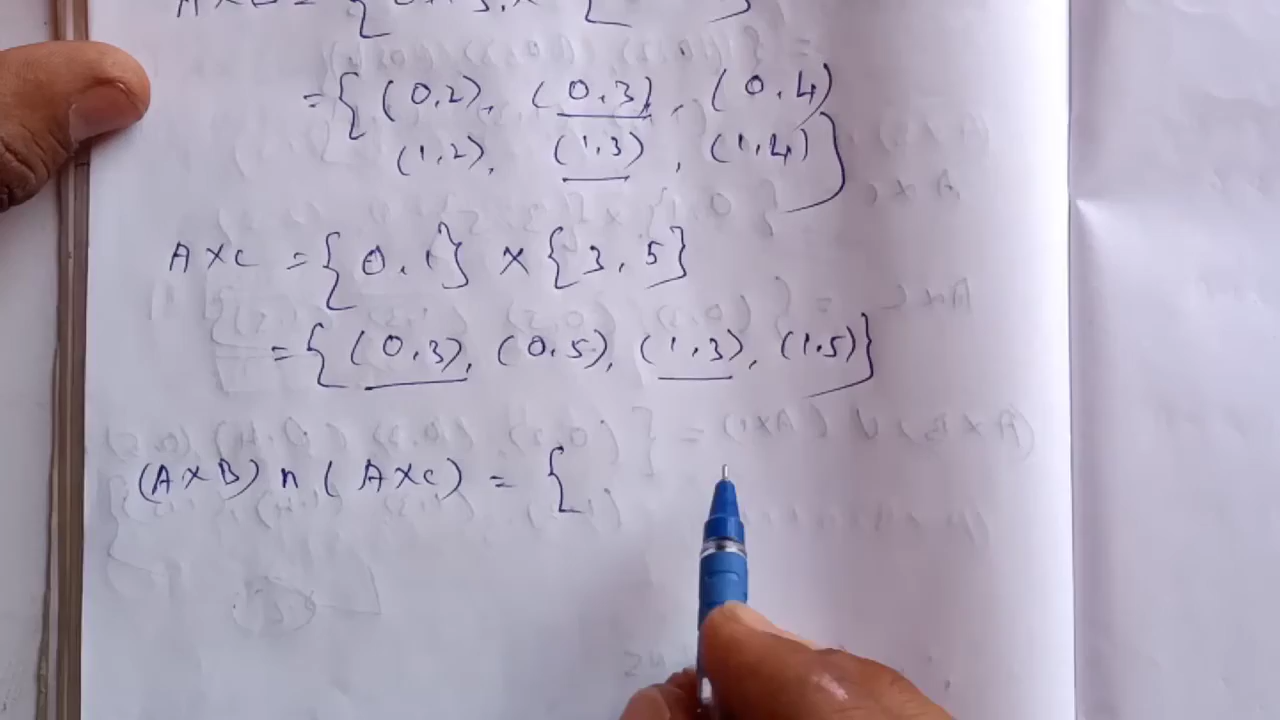 = { (0,2), (0,3), (0,4)
(1,2), (1,3), (1,4) }
A×C = {0,1} × {3,5}
= { (0,3), (0,5), (1,3), (1,5) }
(A×B) ∩ (A×C) = {